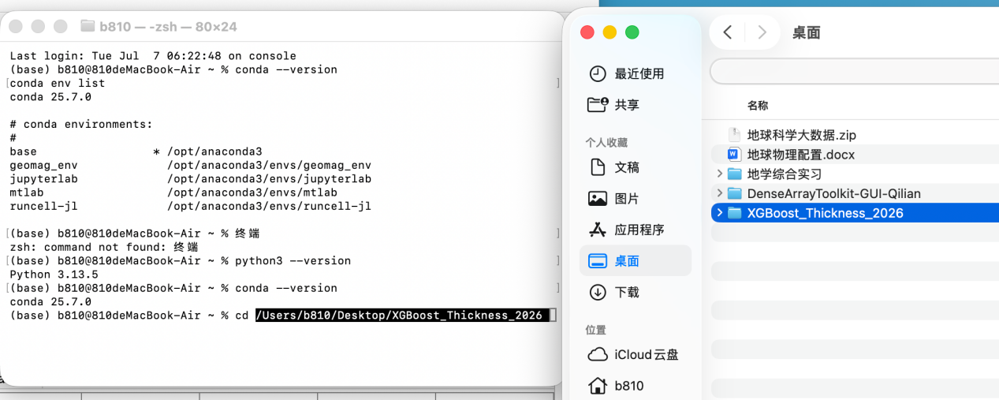 b810 — -zsh — 80×24
Last login: Tue Jul  7 06:22:48 on console
(base) b810@810deMacBook-Air ~ % conda --version
[conda env list ]
conda 25.7.0
# conda environments:
#
base                 * /opt/anaconda3
geomag_env             /opt/anaconda3/envs/geomag_env
jupyterlab             /opt/anaconda3/envs/jupyterlab
mtlab                  /opt/anaconda3/envs/mtlab
runcell-jl             /opt/anaconda3/envs/runcell-jl
[(base) b810@810deMacBook-Air ~ % 终端 ]
zsh: command not found: 终端
[(base) b810@810deMacBook-Air ~ % python3 --version ]
Python 3.13.5
[(base) b810@810deMacBook-Air ~ % conda --version ]
conda 25.7.0
(base) b810@810deMacBook-Air ~ % cd /Users/b810/Desktop/XGBoost_Thickness_2026
最近使用
共享
个人收藏
文稿
图片
应用程序
桌面
下载
位置
iCloud云盘
b810
桌面
名称
地球科学大数据.zip
W 地球物理配置.docx
地学综合实习
DenseArrayToolkit-GUI-Qilian
XGBoost_Thickness_2026